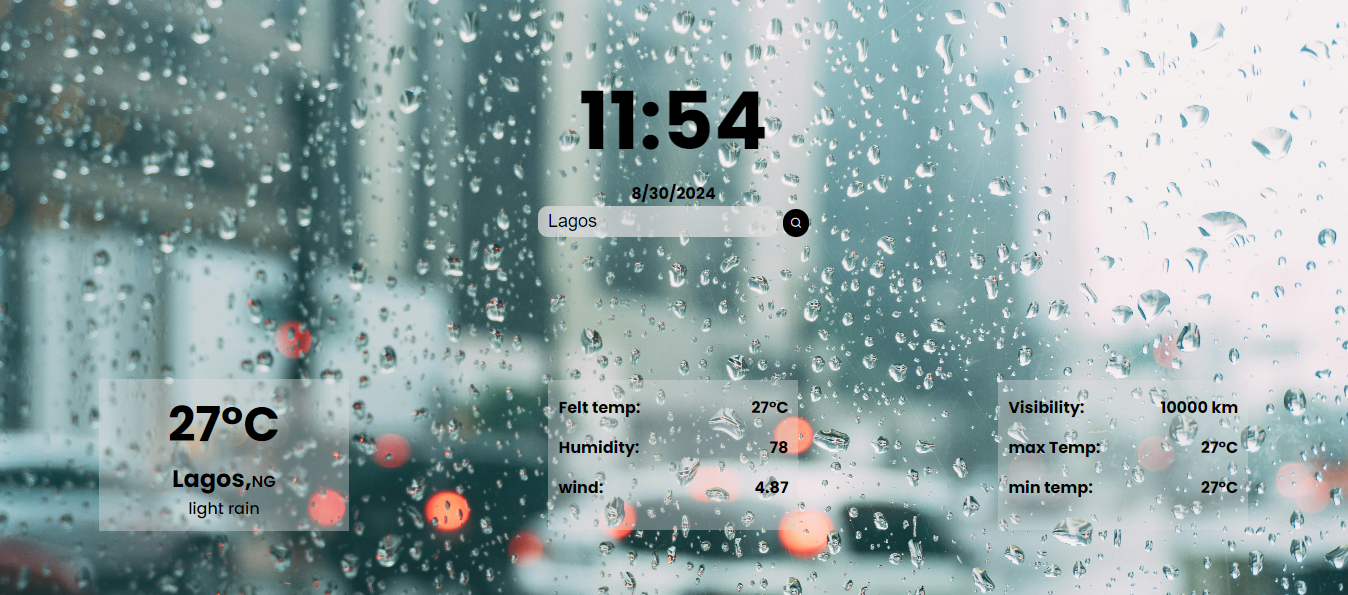 11:54
8/30/2024
Lagos
27°C
Lagos,NG
light rain
Felt temp: 27°C
Humidity: 78
wind: 4.87
Visibility: 10000 km
max Temp: 27°C
min temp: 27°C